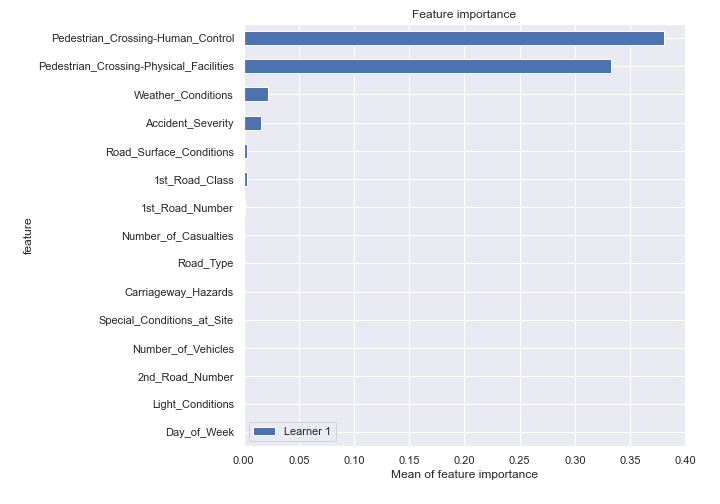 Feature importance
Pedestrian_Crossing-Human_Control
Pedestrian_Crossing-Physical_Facilities
Weather_Conditions
Accident_Severity
Road_Surface_Conditions
1st_Road_Class
1st_Road_Number
Number_of_Casualties
Road_Type
Carriageway_Hazards
Special_Conditions_at_Site
Number_of_Vehicles
2nd_Road_Number
Light_Conditions
Day_of_Week
feature
Learner 1
0.00 0.05 0.10 0.15 0.20 0.25 0.30 0.35 0.40
Mean of feature importance